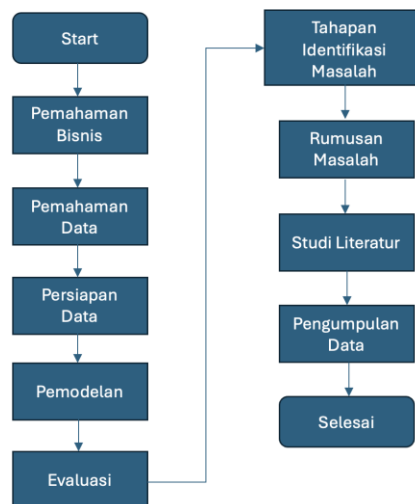 Start
Pemahaman
Bisnis
Pemahaman
Data
Persiapan
Data
Pemodelan
Evaluasi
Tahapan
Identifikasi
Masalah
Rumusan
Masalah
Studi Literatur
Pengumpulan
Data
Selesai